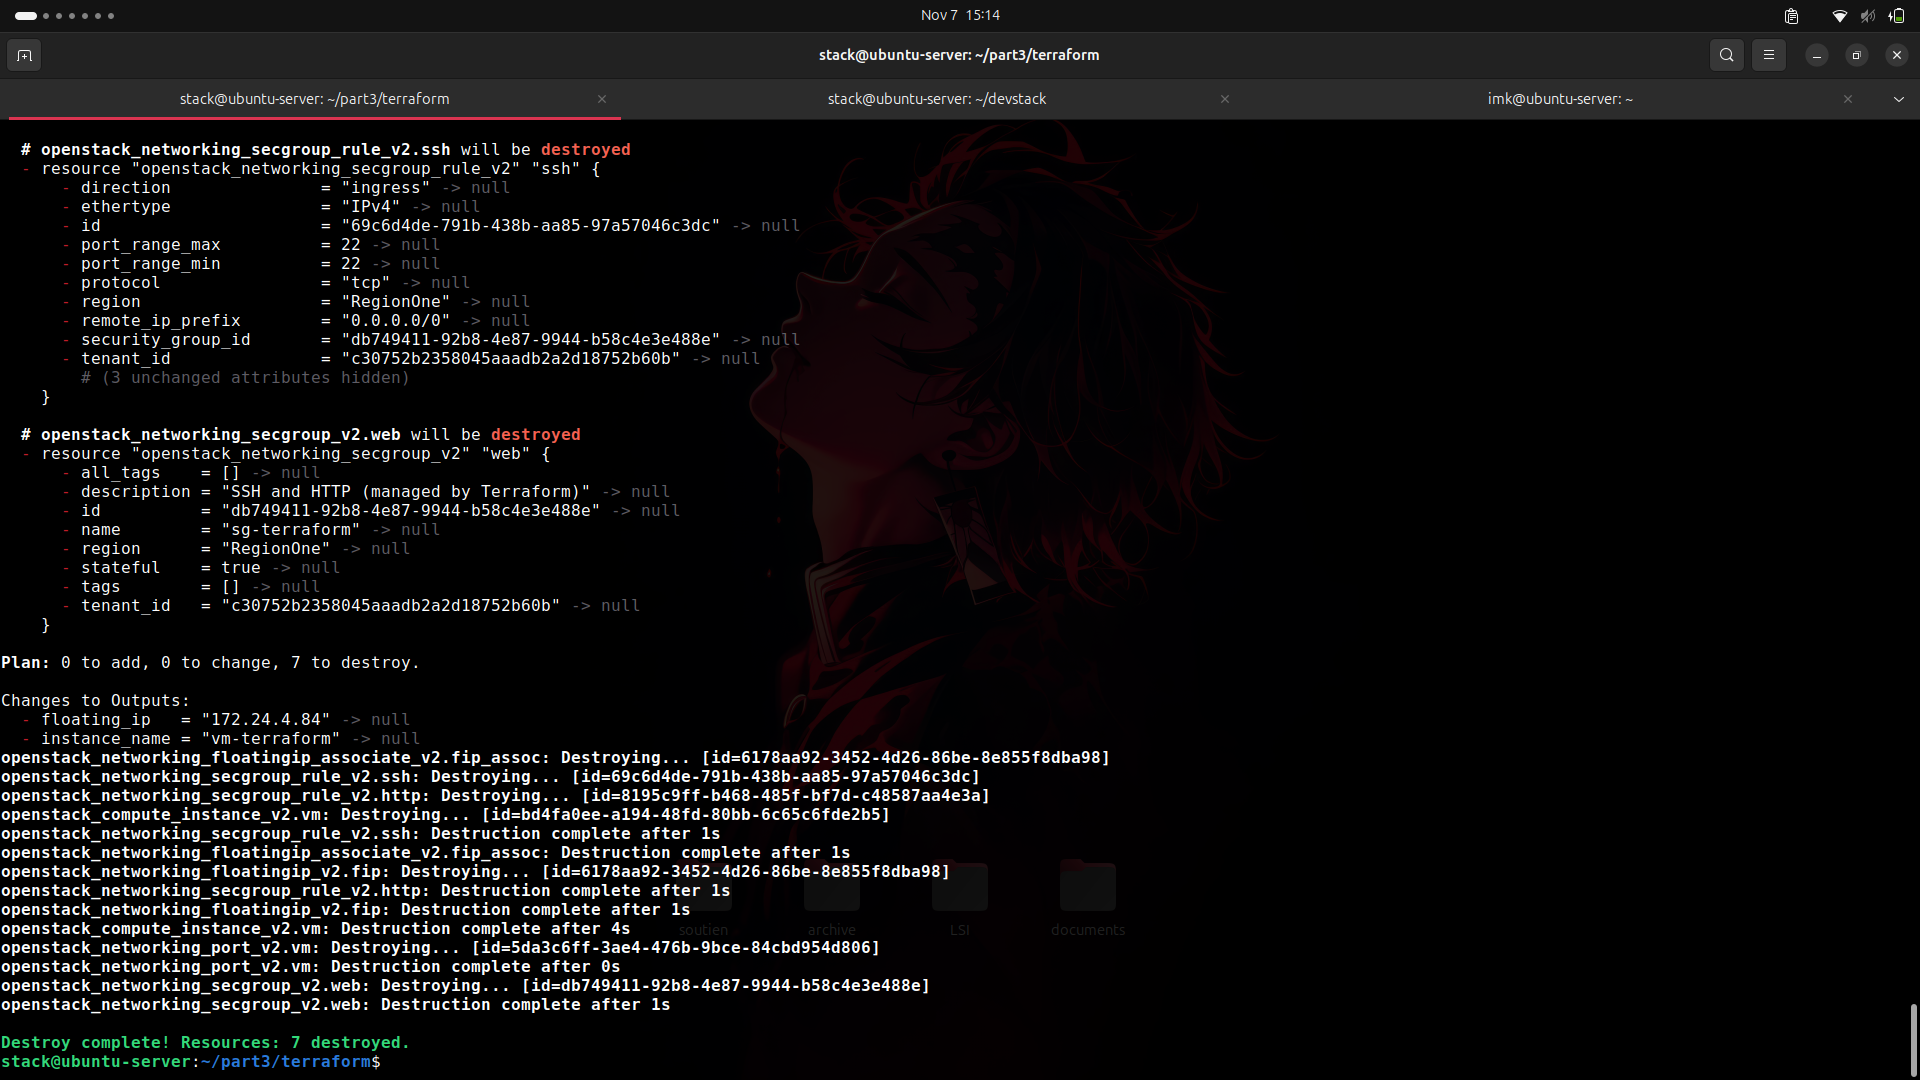 Nov 7 15:14
stack@ubuntu-server: ~/part3/terraform
stack@ubuntu-server: ~/part3/terraform
stack@ubuntu-server: ~/devstack
imk@ubuntu-server: ~
# openstack_networking_secgroup_rule_v2.ssh will be destroyed
- resource "openstack_networking_secgroup_rule_v2" "ssh" {
- direction = "ingress" -> null
- ethertype = "IPv4" -> null
- id = "69c6d4de-791b-438b-aa85-97a57046c3dc" -> null
- port_range_max = 22 -> null
- port_range_min = 22 -> null
- protocol = "tcp" -> null
- region = "RegionOne" -> null
- remote_ip_prefix = "0.0.0.0/0" -> null
- security_group_id = "db749411-92b8-4e87-9944-b58c4e3e488e" -> null
- tenant_id = "c30752b2358045aaadb2a2d18752b60b" -> null
# (3 unchanged attributes hidden)
}
# openstack_networking_secgroup_v2.web will be destroyed
- resource "openstack_networking_secgroup_v2" "web" {
- all_tags = [] -> null
- description = "SSH and HTTP (managed by Terraform)" -> null
- id = "db749411-92b8-4e87-9944-b58c4e3e488e" -> null
- name = "sg-terraform" -> null
- region = "RegionOne" -> null
- stateful = true -> null
- tags = [] -> null
- tenant_id = "c30752b2358045aaadb2a2d18752b60b" -> null
}
Plan: 0 to add, 0 to change, 7 to destroy.
Changes to Outputs:
- floating_ip = "172.24.4.84" -> null
- instance_name = "vm-terraform" -> null
openstack_networking_floatingip_associate_v2.fip_assoc: Destroying... [id=6178aa92-3452-4d26-86be-8e855f8dba98]
openstack_networking_secgroup_rule_v2.ssh: Destroying... [id=69c6d4de-791b-438b-aa85-97a57046c3dc]
openstack_networking_secgroup_rule_v2.http: Destroying... [id=8195c9ff-b468-485f-bf7d-c48587aa4e3a]
openstack_compute_instance_v2.vm: Destroying... [id=bd4fa0ee-a194-48fd-80bb-6c65c6fde2b5]
openstack_networking_secgroup_rule_v2.ssh: Destruction complete after 1s
openstack_networking_floatingip_associate_v2.fip_assoc: Destruction complete after 1s
openstack_networking_floatingip_v2.fip: Destroying... [id=6178aa92-3452-4d26-86be-8e855f8dba98]
openstack_networking_secgroup_rule_v2.http: Destruction complete after 1s
openstack_networking_floatingip_v2.fip: Destruction complete after 1s
openstack_compute_instance_v2.vm: Destruction complete after 4s
soutien archive LSI documents
openstack_networking_port_v2.vm: Destroying... [id=5da3c6ff-3ae4-476b-9bce-84cbd954d806]
openstack_networking_port_v2.vm: Destruction complete after 0s
openstack_networking_secgroup_v2.web: Destroying... [id=db749411-92b8-4e87-9944-b58c4e3e488e]
openstack_networking_secgroup_v2.web: Destruction complete after 1s
Destroy complete! Resources: 7 destroyed.
stack@ubuntu-server:~/part3/terraform$